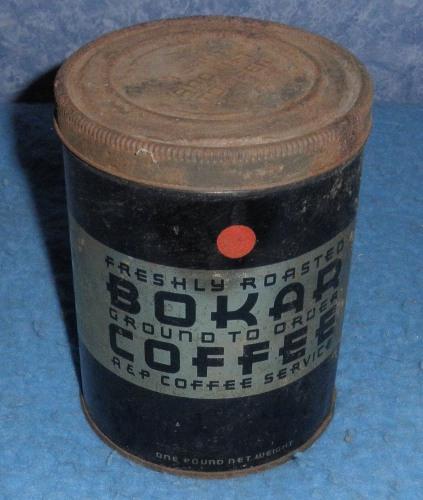 FRESHLY ROASTED
BOKAR
GROUND TO ORDER
COFFEE
A&P COFFEE SERVICE
ONE POUND NET WEIGHT